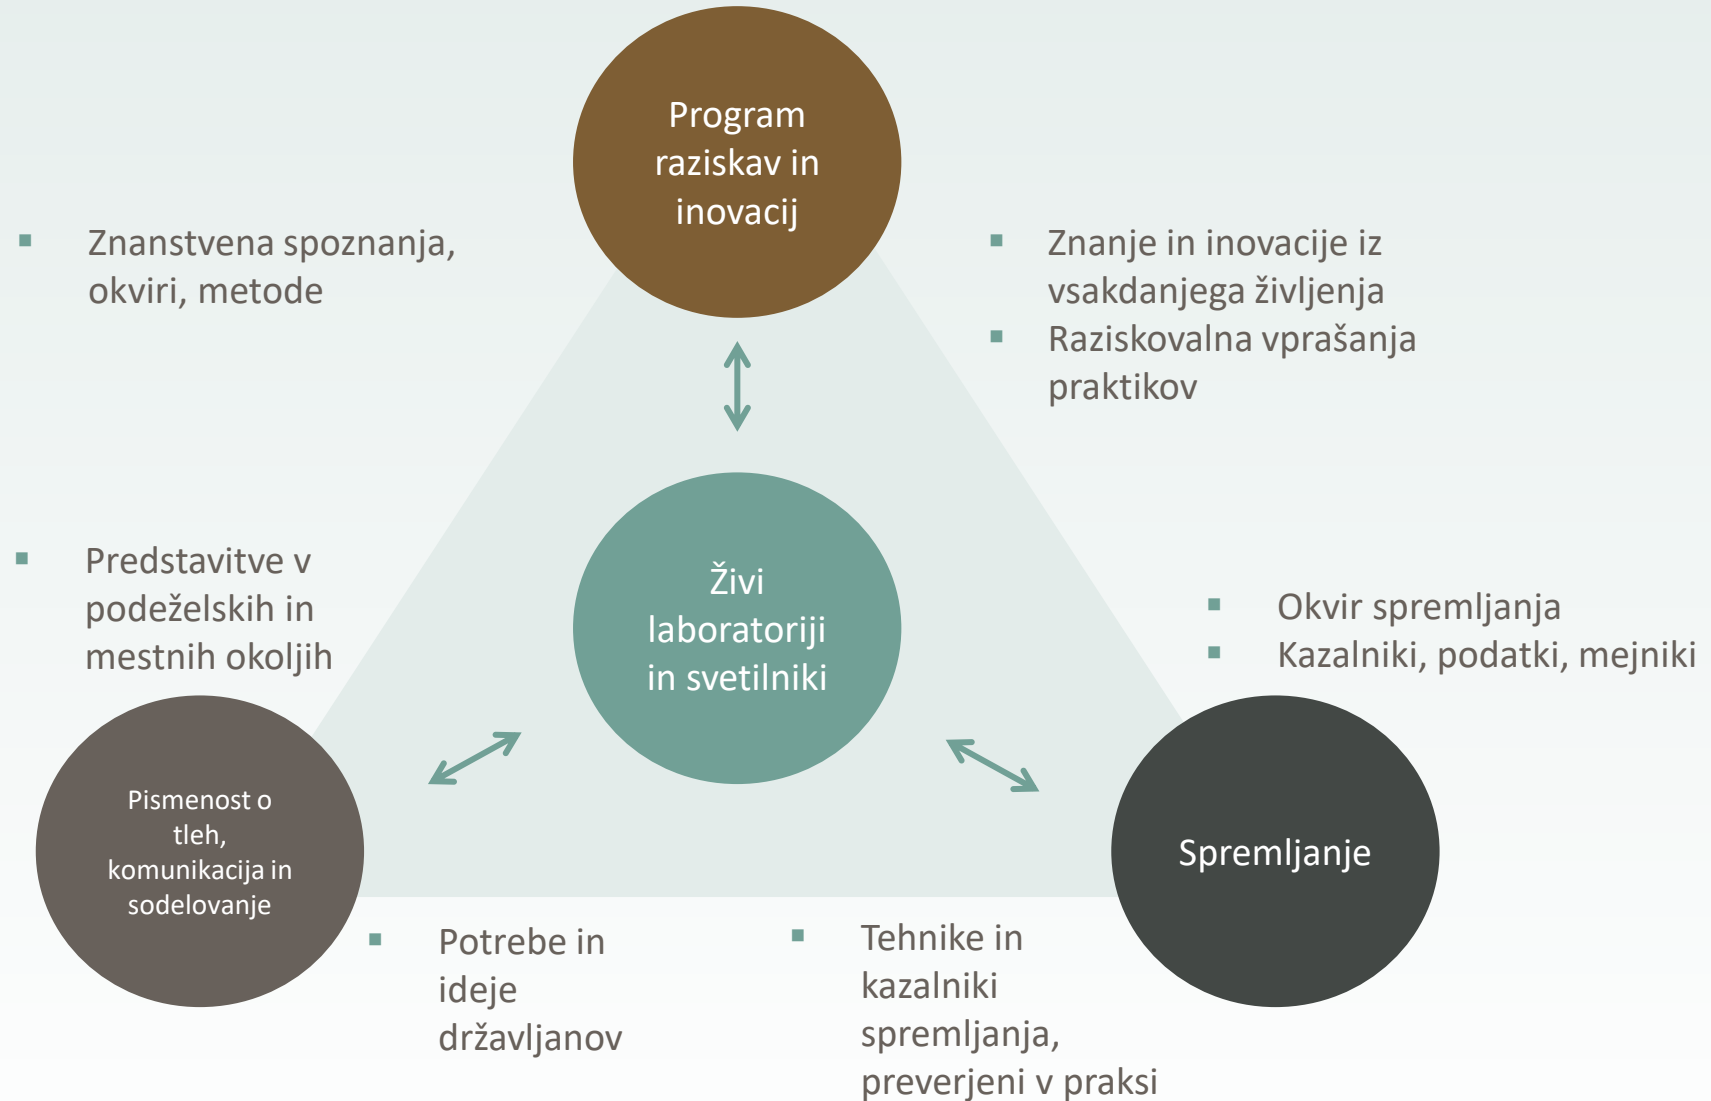 Program
raziskav in
inovacij
▪ Znanstvena spoznanja,
okviri, metode
▪ Znanje in inovacije iz
vsakdanjega življenja
▪ Raziskovalna vprašanja
praktikov
▪ Predstavitve v
podeželskih in
mestnih okoljih
Živi
laboratoriji
in svetilniki
▪ Okvir spremljanja
▪ Kazalniki, podatki, mejniki
Pismenost o
tleh,
komunikacija in
sodelovanje
Spremljanje
▪ Potrebe in
ideje
državljanov
▪ Tehnike in
kazalniki
spremljanja,
preverjeni v praksi